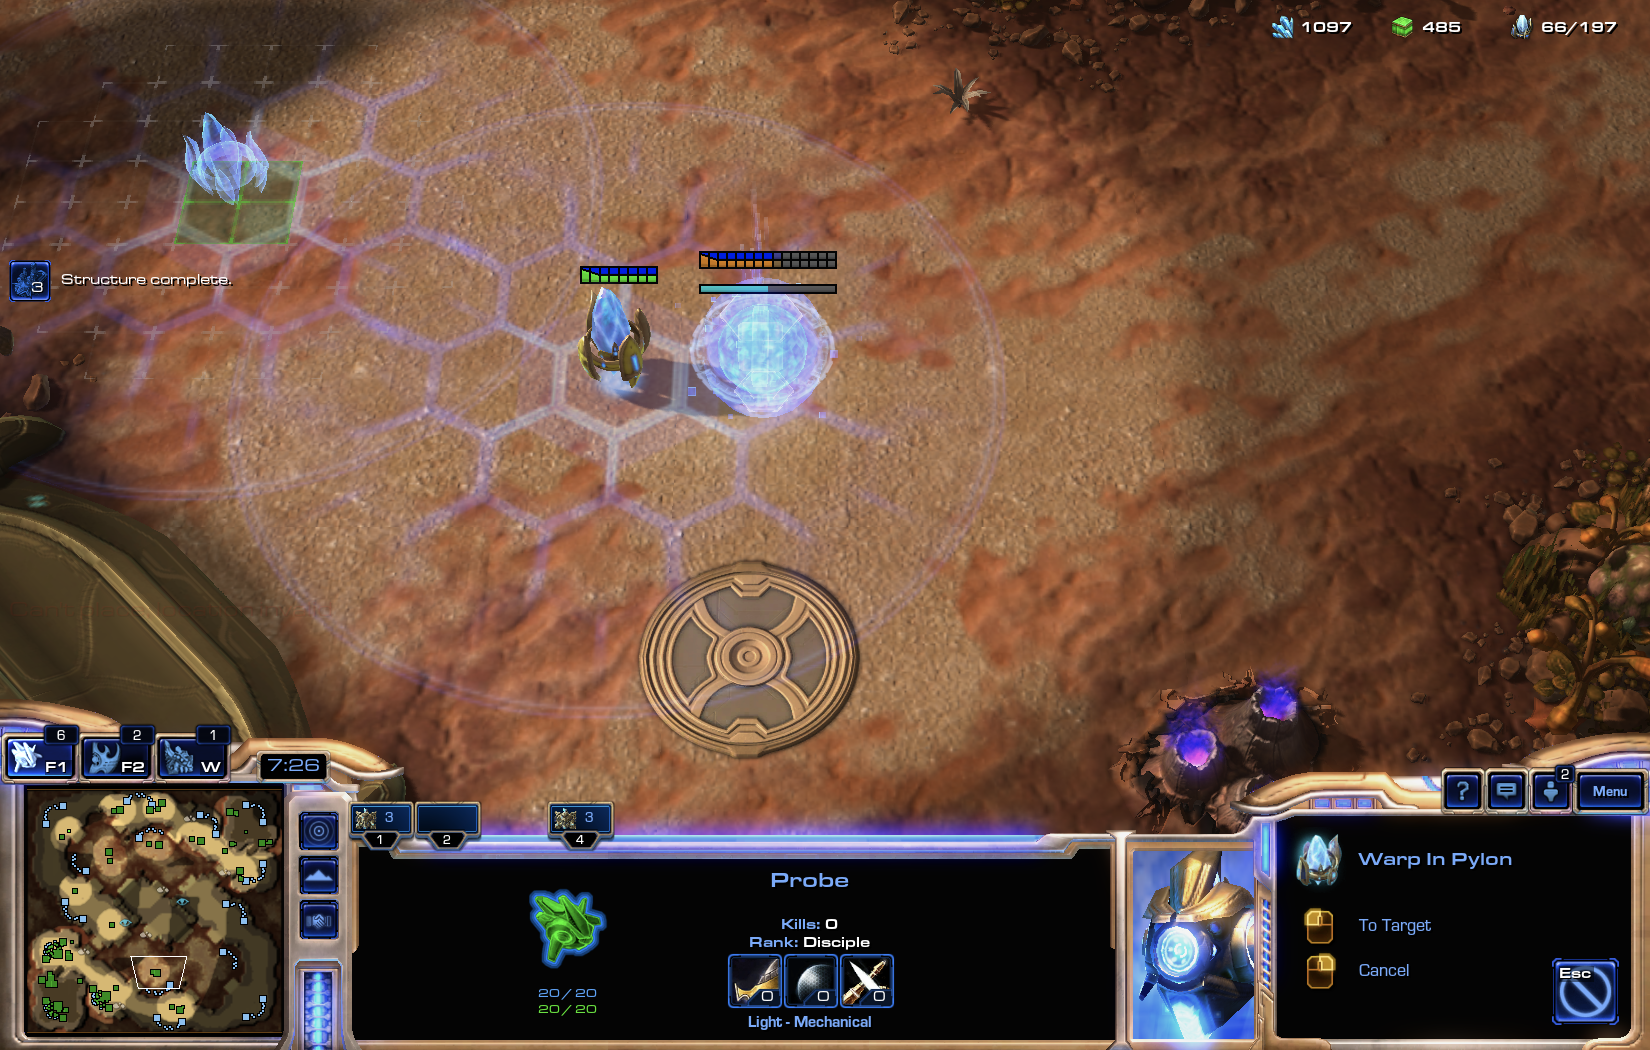 1097
485
66/197
3
Structure complete.
6
2
1
F1
F2
W
7:26
3
3
1
2
4
2
?
Menu
Probe
Kills: 0
Rank: Disciple
0
0
0
20/20
20/20
Light - Mechanical
Warp In Pylon
To Target
Cancel
Esc